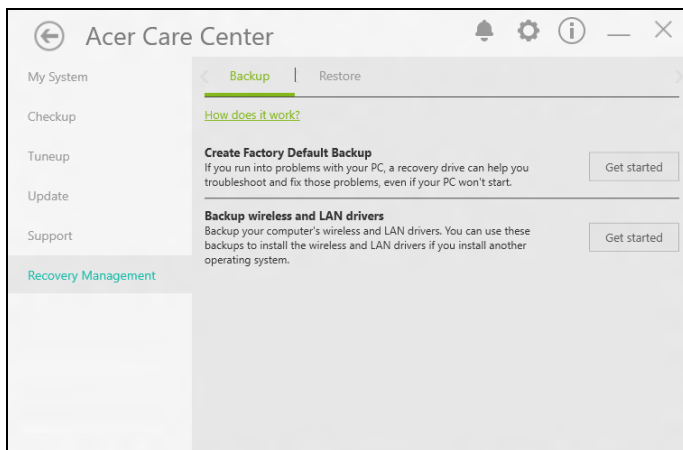 Acer Care Center
My System
Checkup
Tuneup
Update
Support
Recovery Management
Backup | Restore
How does it work?
Create Factory Default Backup
If you run into problems with your PC, a recovery drive can help you
troubleshoot and fix those problems, even if your PC won't start.
Get started
Backup wireless and LAN drivers
Backup your computer's wireless and LAN drivers. You can use these
backups to install the wireless and LAN drivers if you install another
operating system.
Get started